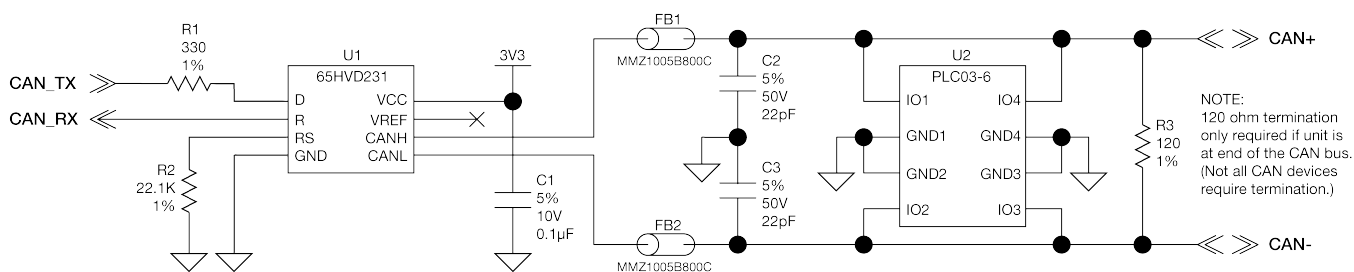 R1
330
1%
CAN_TX
CAN_RX
R2
22.1K
1%
U1
65HVD231
D
R
RS
GND
VCC
VREF
CANH
CANL
3V3
C1
5%
10V
0.1µF
FB1
MMZ1005B800C
C2
5%
50V
22pF
C3
5%
50V
22pF
FB2
MMZ1005B800C
U2
PLC03-6
IO1
GND1
GND2
IO2
IO4
GND4
GND3
IO3
R3
120
1%
CAN+
NOTE:
120 ohm termination
only required if unit is
at end of the CAN bus.
(Not all CAN devices
require termination.)
CAN-